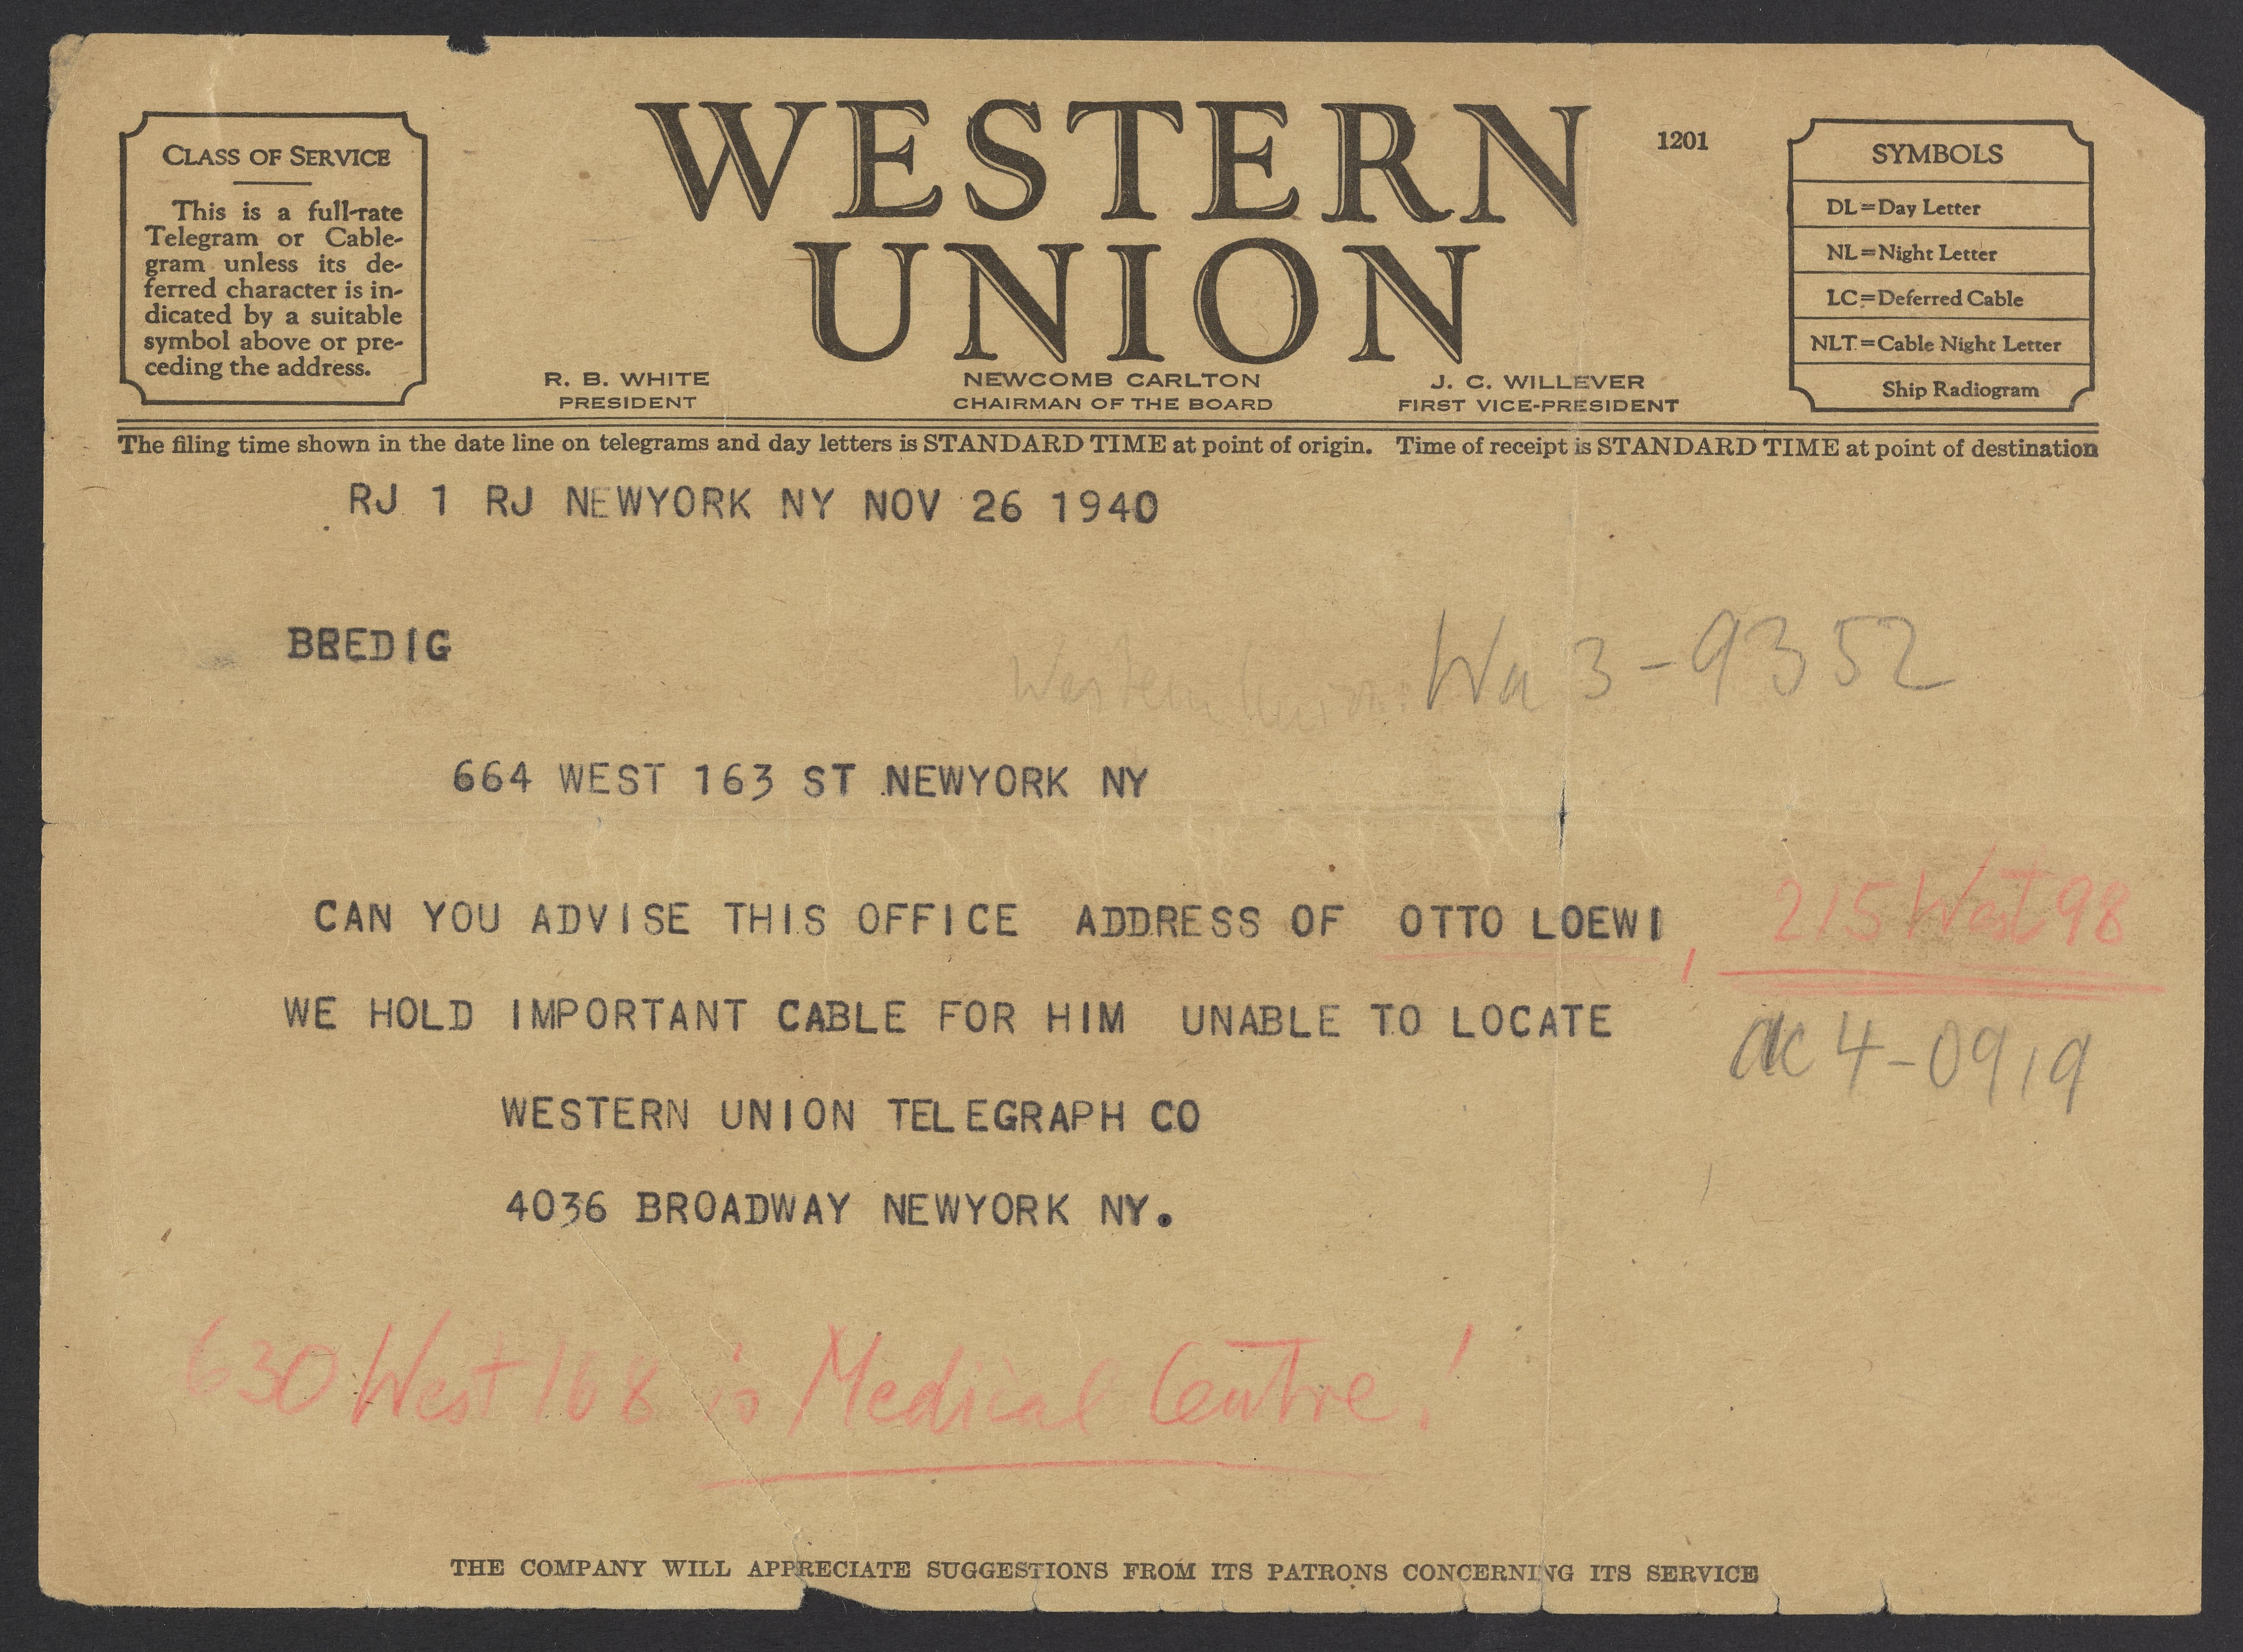 WESTERN
UNION
1201
CLASS OF SERVICE
This is a full-rate
Telegram or Cable-
gram unless its de-
ferred character is in-
dicated by a suitable
symbol above or pre-
ceding the address.
R. B. WHITE
PRESIDENT
NEWCOMB CARLTON
CHAIRMAN OF THE BOARD
J. C. WILLEVER
FIRST VICE-PRESIDENT
SYMBOLS
DL=Day Letter
NL=Night Letter
LC=Deferred Cable
NLT=Cable Night Letter
Ship Radiogram
The filing time shown in the date line on telegrams and day letters is STANDARD TIME at point of origin. Time of receipt is STANDARD TIME at point of destination
RJ 1 RJ NEWYORK NY NOV 26 1940
BREDIG
Western Union: Wa 3-9352
664 WEST 163 ST NEWYORK NY
CAN YOU ADVISE THIS OFFICE ADDRESS OF OTTO LOEWI, 215 West 98
WE HOLD IMPORTANT CABLE FOR HIM UNABLE TO LOCATE
ac 4-0919
WESTERN UNION TELEGRAPH CO
4036 BROADWAY NEWYORK NY.
630 West 168 is Medical Centre!
THE COMPANY WILL APPRECIATE SUGGESTIONS FROM ITS PATRONS CONCERNING ITS SERVICE